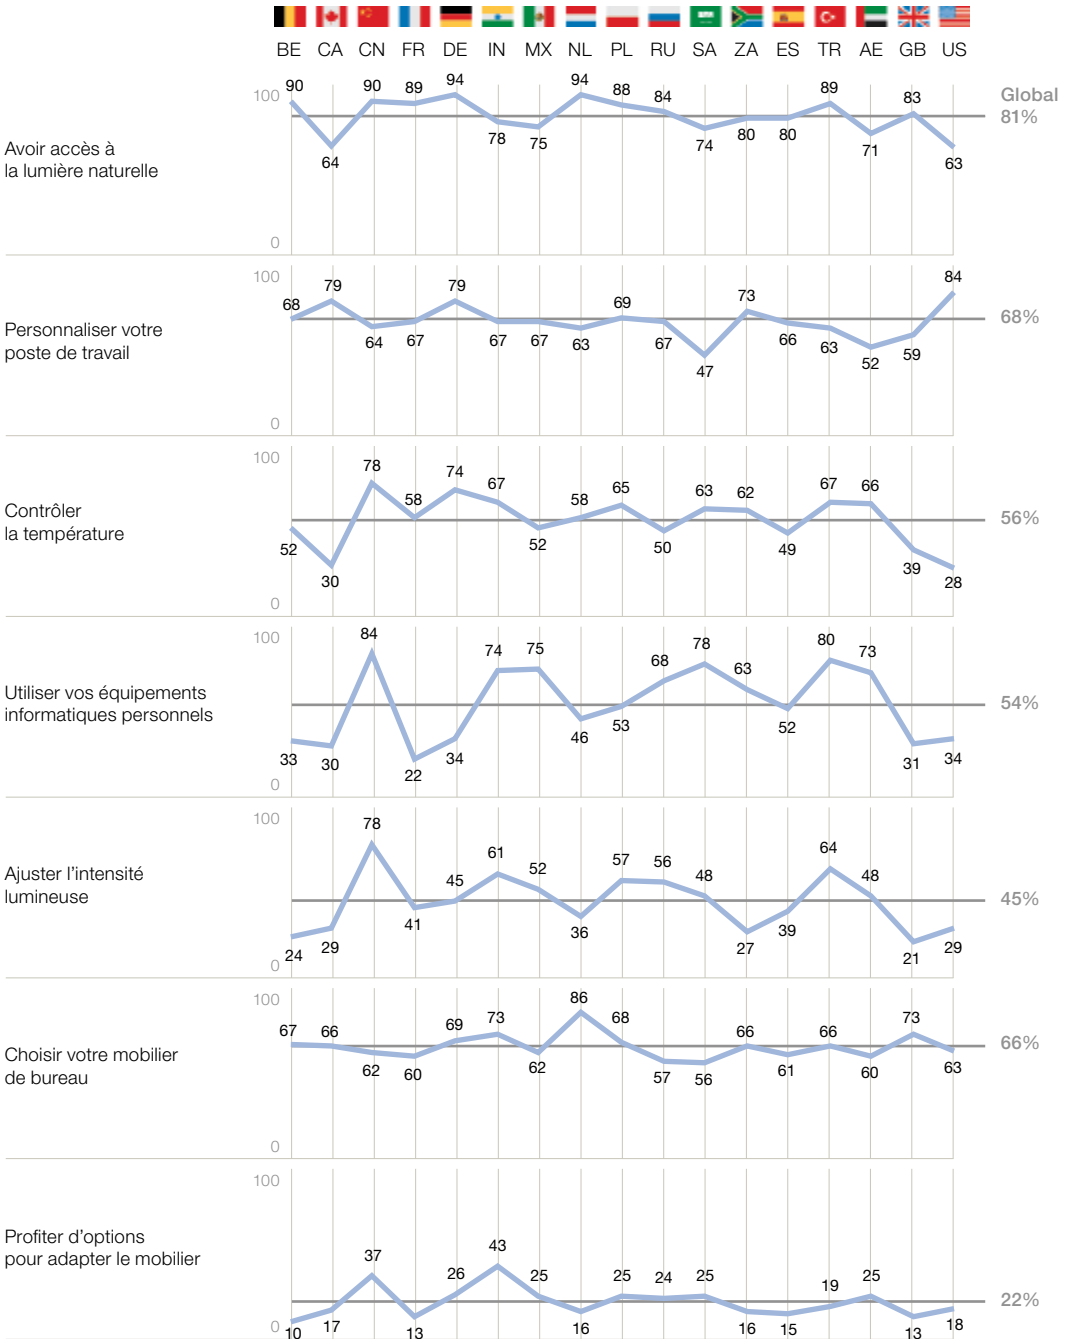 BE CA CN FR DE IN MX NL PL RU SA ZA ES TR AE GB US
90 64 90 89 94 78 75 94 88 84 74 80 80 89 71 83 63
100
Global
81%
Avoir accès à
la lumière naturelle
0
68 79 64 67 79 67 67 63 69 67 47 73 66 63 52 59 84
100
68%
Personnaliser votre
poste de travail
0
52 30 78 58 74 67 52 58 65 50 63 62 49 67 66 39 28
100
56%
Contrôler
la température
0
33 30 84 22 34 74 75 46 53 68 78 63 52 80 73 31 34
100
54%
Utiliser vos équipements
informatiques personnels
0
24 29 78 41 45 61 52 36 57 56 48 27 39 64 48 21 29
100
45%
Ajuster l'intensité
lumineuse
0
67 66 62 60 69 73 62 86 68 57 56 66 61 66 60 73 63
100
66%
Choisir votre mobilier
de bureau
0
10 17 37 13 26 43 25 16 25 24 25 16 15 19 25 13 18
100
22%
Profiter d'options
pour adapter le mobilier
0